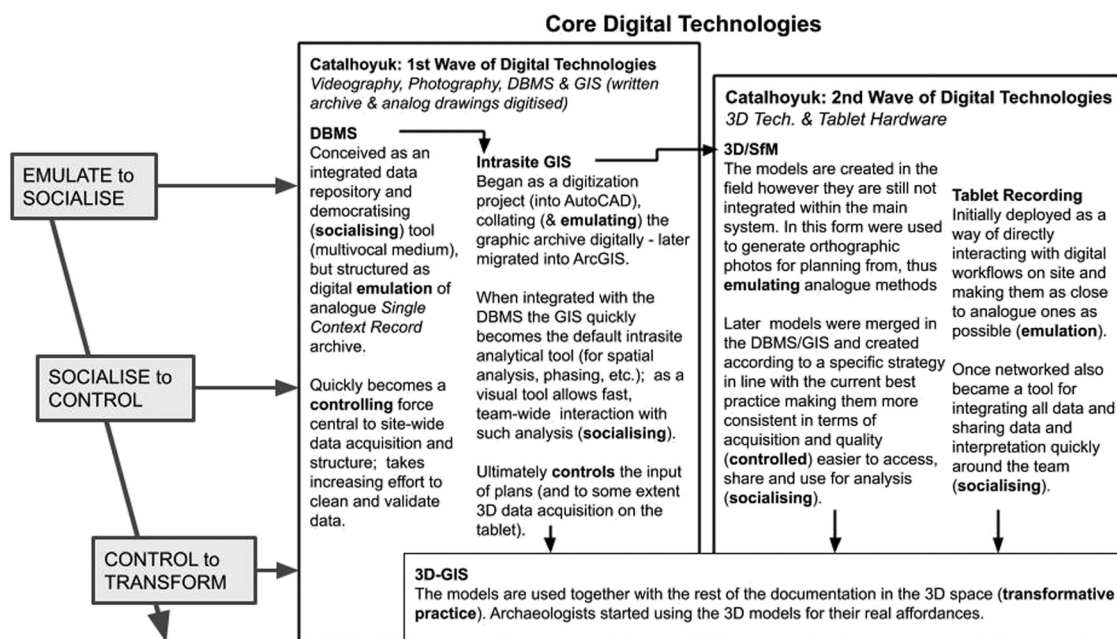 Core Digital Technologies
EMULATE to
SOCIALISE
SOCIALISE to
CONTROL
CONTROL to
TRANSFORM
Catalhoyuk: 1st Wave of Digital Technologies
Videography, Photography, DBMS & GIS (written
archive & analog drawings digitised)
DBMS
Conceived as an
integrated data
repository and
democratising
(socialising) tool
(multivocal medium),
but structured as
digital emulation of
analogue Single
Context Record
archive.
Quickly becomes a
controlling force
central to site-wide
data acquisition and
structure; takes
increasing effort to
clean and validate
data.
Intrasite GIS
Began as a digitization
project (into AutoCAD),
collating (& emulating) the
graphic archive digitally - later
migrated into ArcGIS.
When integrated with the
DBMS the GIS quickly
becomes the default intrasite
analytical tool (for spatial
analysis, phasing, etc.); as a
visual tool allows fast,
team-wide interaction with
such analysis (socialising).
Ultimately controls the input
of plans (and to some extent
3D data acquisition on the
tablet).
Catalhoyuk: 2nd Wave of Digital Technologies
3D Tech. & Tablet Hardware
3D/SfM
The models are created in the
field however they are still not
integrated within the main
system. In this form were used
to generate orthographic
photos for planning from, thus
emulating analogue methods
Later models were merged in
the DBMS/GIS and created
according to a specific strategy
in line with the current best
practice making them more
consistent in terms of
acquisition and quality
(controlled) easier to access,
share and use for analysis
(socialising).
Tablet Recording
Initially deployed as a
way of directly
interacting with digital
workflows on site and
making them as close
to analogue ones as
possible (emulation).
Once networked also
became a tool for
integrating all data and
sharing data and
interpretation quickly
around the team
(socialising).
3D-GIS
The models are used together with the rest of the documentation in the 3D space (transformative
practice). Archaeologists started using the 3D models for their real affordances.